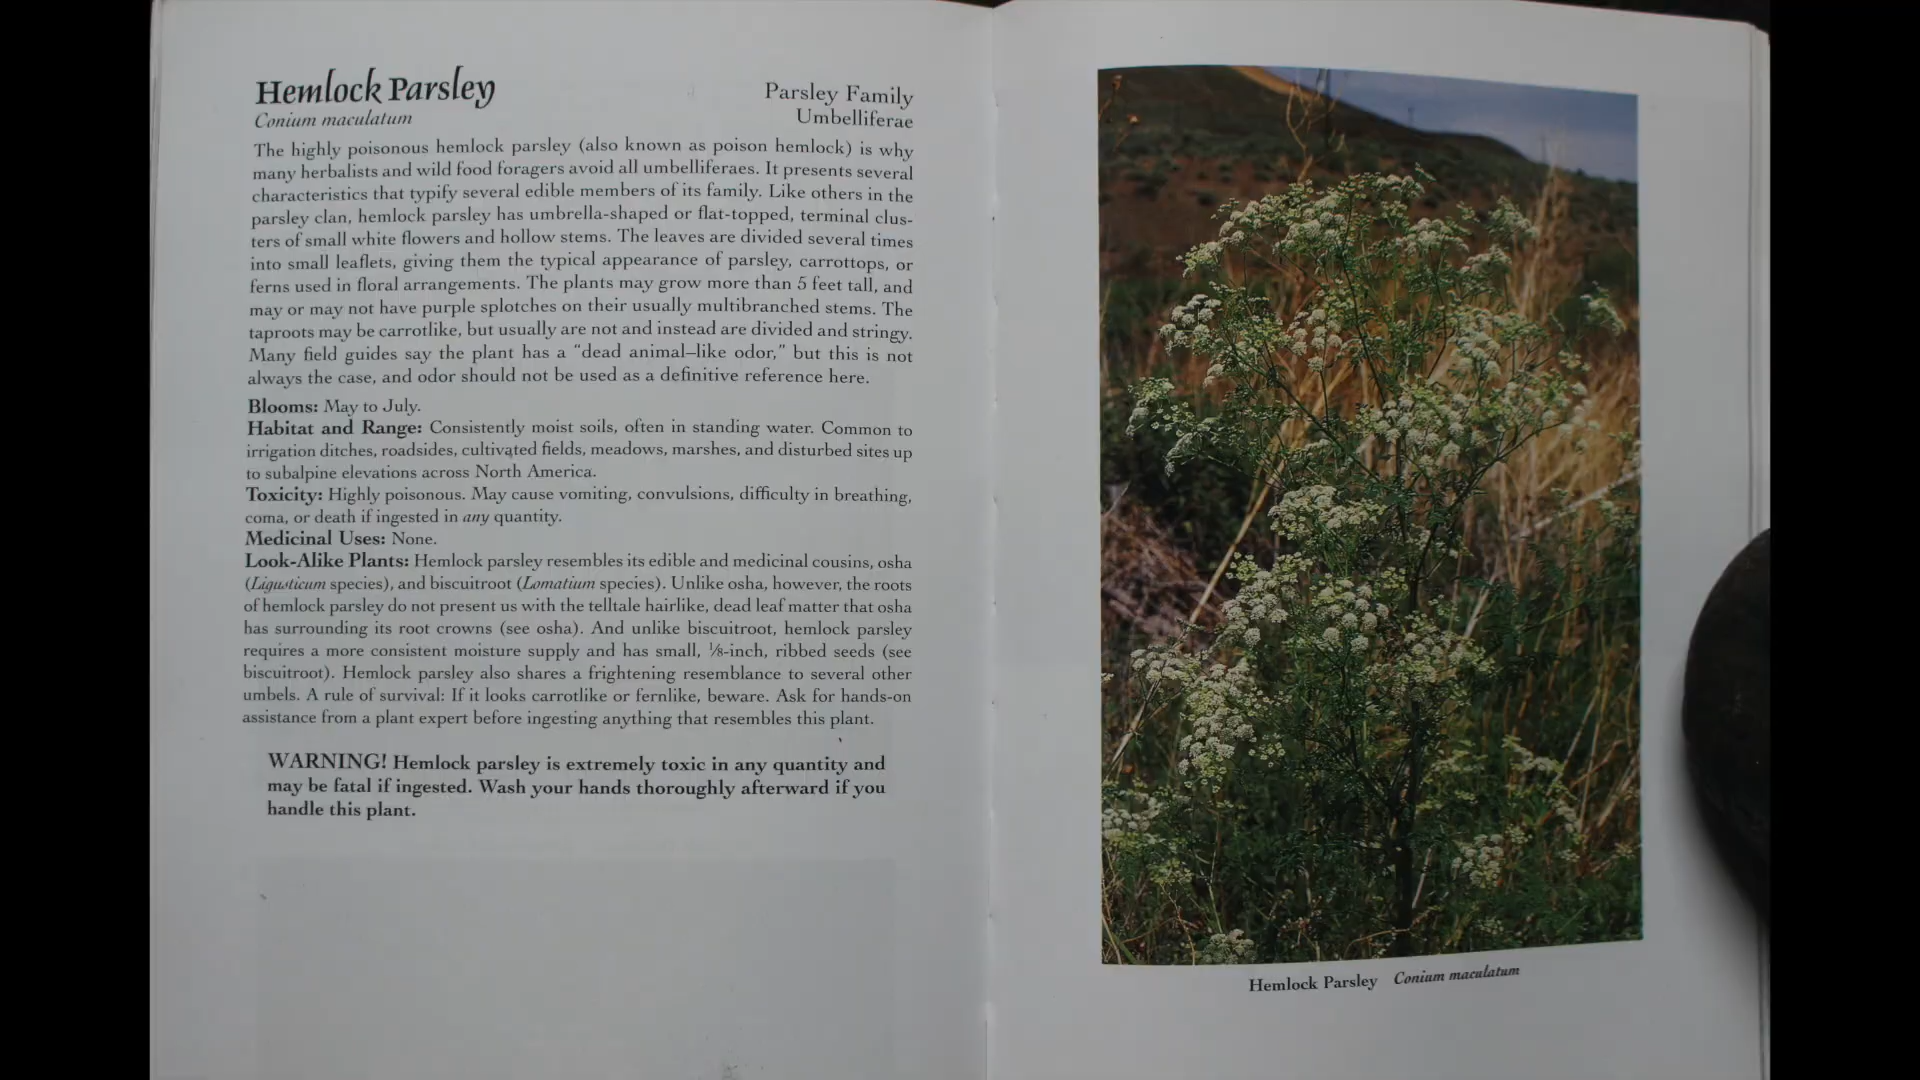 Hemlock Parsley
Conium maculatum
Parsley Family
Umbelliferae
The highly poisonous hemlock parsley (also known as poison hemlock) is why
many herbalists and wild food foragers avoid all umbelliferaes. It presents several
characteristics that typify several edible members of its family. Like others in the
parsley clan, hemlock parsley has umbrella-shaped or flat-topped, terminal clus-
ters of small white flowers and hollow stems. The leaves are divided several times
into small leaflets, giving them the typical appearance of parsley, carrottops, or
ferns used in floral arrangements. The plants may grow more than 5 feet tall, and
may or may not have purple splotches on their usually multibranched stems. The
taproots may be carrotlike, but usually are not and instead are divided and stringy.
Many field guides say the plant has a “dead animal–like odor,” but this is not
always the case, and odor should not be used as a definitive reference here.
Blooms: May to July.
Habitat and Range: Consistently moist soils, often in standing water. Common to
irrigation ditches, roadsides, cultivated fields, meadows, marshes, and disturbed sites up
to subalpine elevations across North America.
Toxicity: Highly poisonous. May cause vomiting, convulsions, difficulty in breathing,
coma, or death if ingested in any quantity.
Medicinal Uses: None.
Look-Alike Plants: Hemlock parsley resembles its edible and medicinal cousins, osha
(Ligusticum species), and biscuitroot (Lomatium species). Unlike osha, however, the roots
of hemlock parsley do not present us with the telltale hairlike, dead leaf matter that osha
has surrounding its root crowns (see osha). And unlike biscuitroot, hemlock parsley
requires a more consistent moisture supply and has small, ⅛-inch, ribbed seeds (see
biscuitroot). Hemlock parsley also shares a frightening resemblance to several other
umbels. A rule of survival: If it looks carrotlike or fernlike, beware. Ask for hands-on
assistance from a plant expert before ingesting anything that resembles this plant.
WARNING! Hemlock parsley is extremely toxic in any quantity and
may be fatal if ingested. Wash your hands thoroughly afterward if you
handle this plant.
Hemlock Parsley Conium maculatum